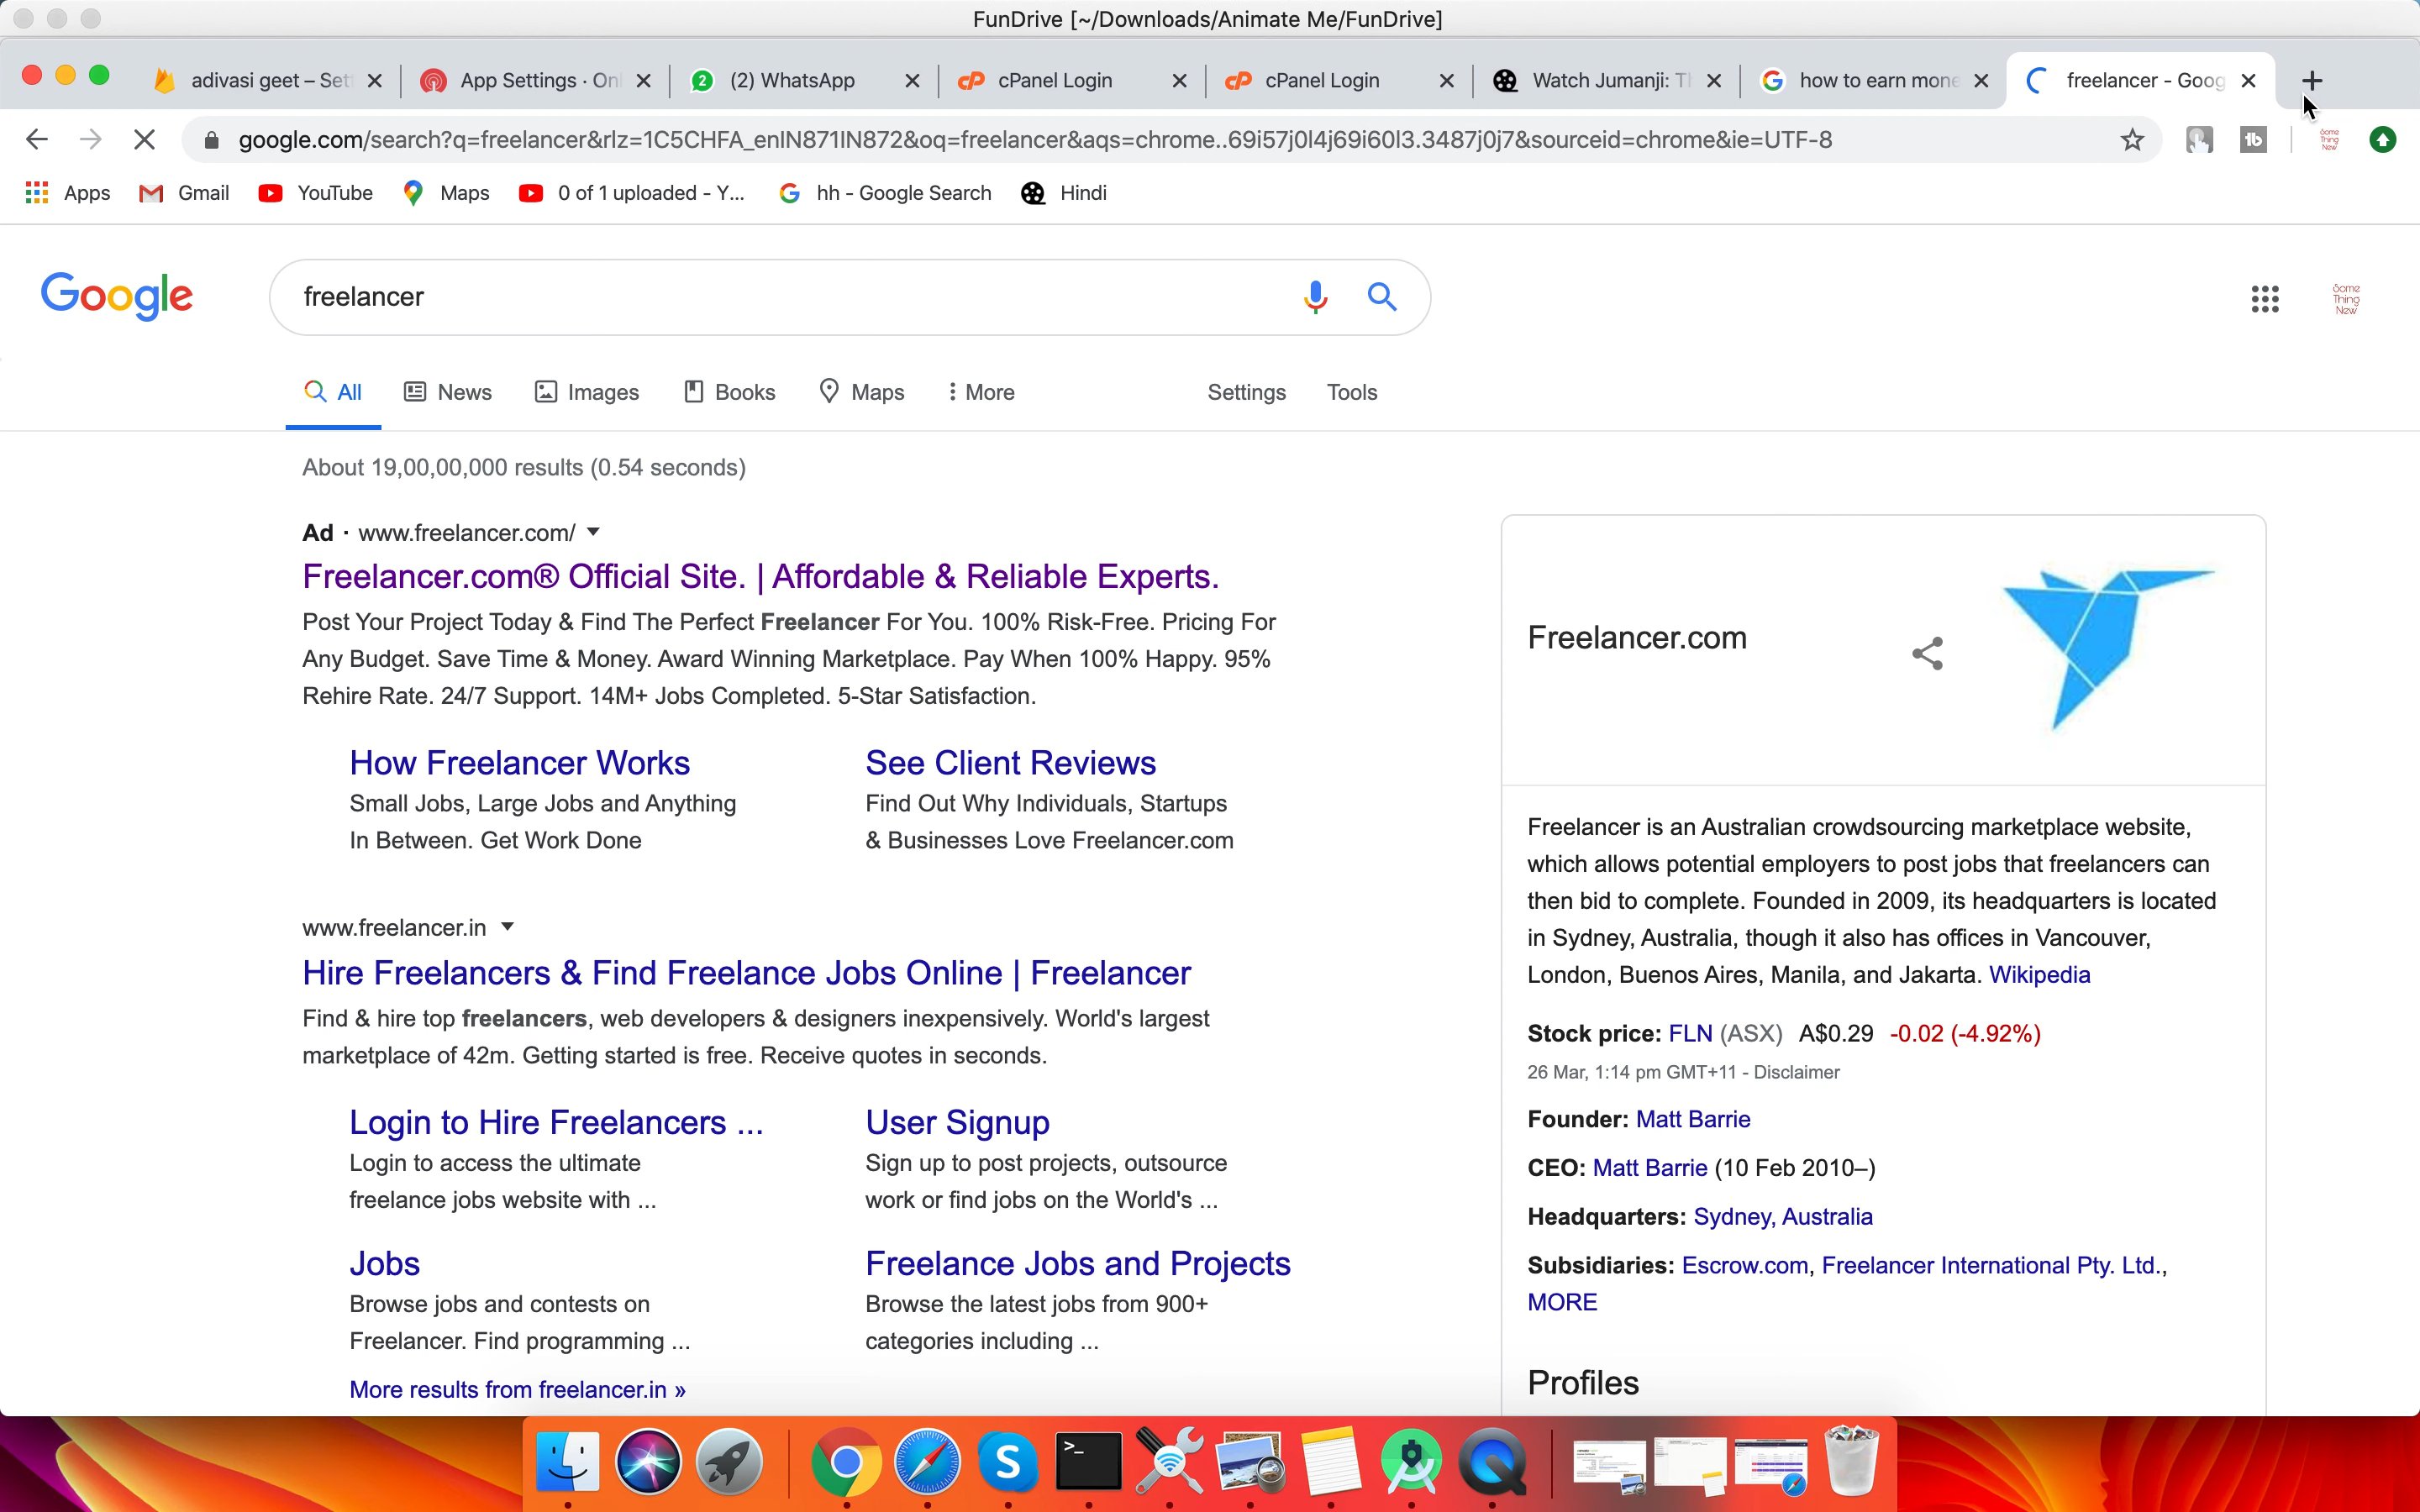 FunDrive [~/Downloads/Animate Me/FunDrive]
adivasi geet – Set
App Settings · On
2 (2) WhatsApp
cPanel Login
cPanel Login
Watch Jumanji: T
how to earn mone
freelancer - Goog
google.com/search?q=freelancer&rlz=1C5CHFA_enIN871IN872&oq=freelancer&aqs=chrome..69i57j0l4j69i60l3.3487j0j7&sourceid=chrome&ie=UTF-8
tb
Some
Thing
New
Apps
Gmail
YouTube
Maps
0 of 1 uploaded - Y...
hh - Google Search
Hindi
Google
freelancer
Some
Thing
New
All
News
Images
Books
Maps
More
Settings
Tools
About 19,00,00,000 results (0.54 seconds)
Ad · www.freelancer.com/
Freelancer.com® Official Site. | Affordable & Reliable Experts.
Post Your Project Today & Find The Perfect Freelancer For You. 100% Risk-Free. Pricing For
Any Budget. Save Time & Money. Award Winning Marketplace. Pay When 100% Happy. 95%
Rehire Rate. 24/7 Support. 14M+ Jobs Completed. 5-Star Satisfaction.
How Freelancer Works
Small Jobs, Large Jobs and Anything
In Between. Get Work Done
See Client Reviews
Find Out Why Individuals, Startups
& Businesses Love Freelancer.com
www.freelancer.in
Hire Freelancers & Find Freelance Jobs Online | Freelancer
Find & hire top freelancers, web developers & designers inexpensively. World's largest
marketplace of 42m. Getting started is free. Receive quotes in seconds.
Login to Hire Freelancers ...
Login to access the ultimate
freelance jobs website with ...
User Signup
Sign up to post projects, outsource
work or find jobs on the World's ...
Jobs
Browse jobs and contests on
Freelancer. Find programming ...
Freelance Jobs and Projects
Browse the latest jobs from 900+
categories including ...
More results from freelancer.in »
Freelancer.com
Freelancer is an Australian crowdsourcing marketplace website,
which allows potential employers to post jobs that freelancers can
then bid to complete. Founded in 2009, its headquarters is located
in Sydney, Australia, though it also has offices in Vancouver,
London, Buenos Aires, Manila, and Jakarta. Wikipedia
Stock price: FLN (ASX) A$0.29 -0.02 (-4.92%)
26 Mar, 1:14 pm GMT+11 - Disclaimer
Founder: Matt Barrie
CEO: Matt Barrie (10 Feb 2010–)
Headquarters: Sydney, Australia
Subsidiaries: Escrow.com, Freelancer International Pty. Ltd.,
MORE
Profiles